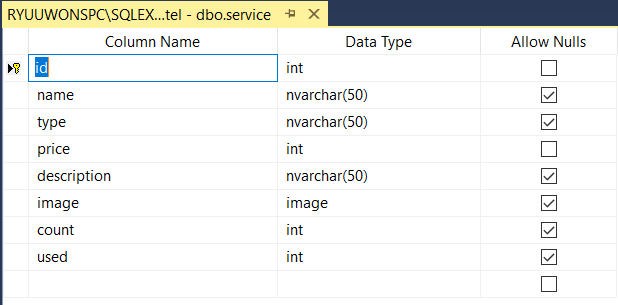 RYUUWONSPC\SQLEX...tel - dbo.service
Column Name Data Type Allow Nulls
id int
name nvarchar(50)
type nvarchar(50)
price int
description nvarchar(50)
image image
count int
used int